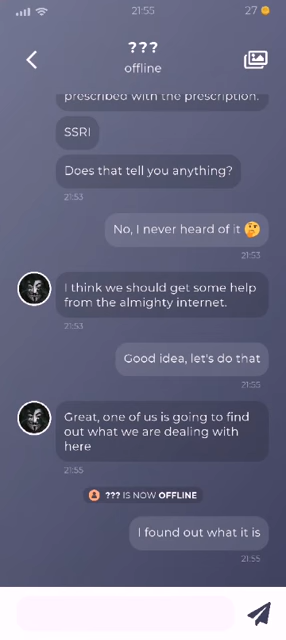 21:55
27
???
offline
prescribed with the prescription.
SSRI
Does that tell you anything?
21:53
No, I never heard of it 🤔
21:53
I think we should get some help
from the almighty internet.
21:53
Good idea, let's do that
21:55
Great, one of us is going to find
out what we are dealing with
here
21:55
??? IS NOW OFFLINE
I found out what it is
21:55